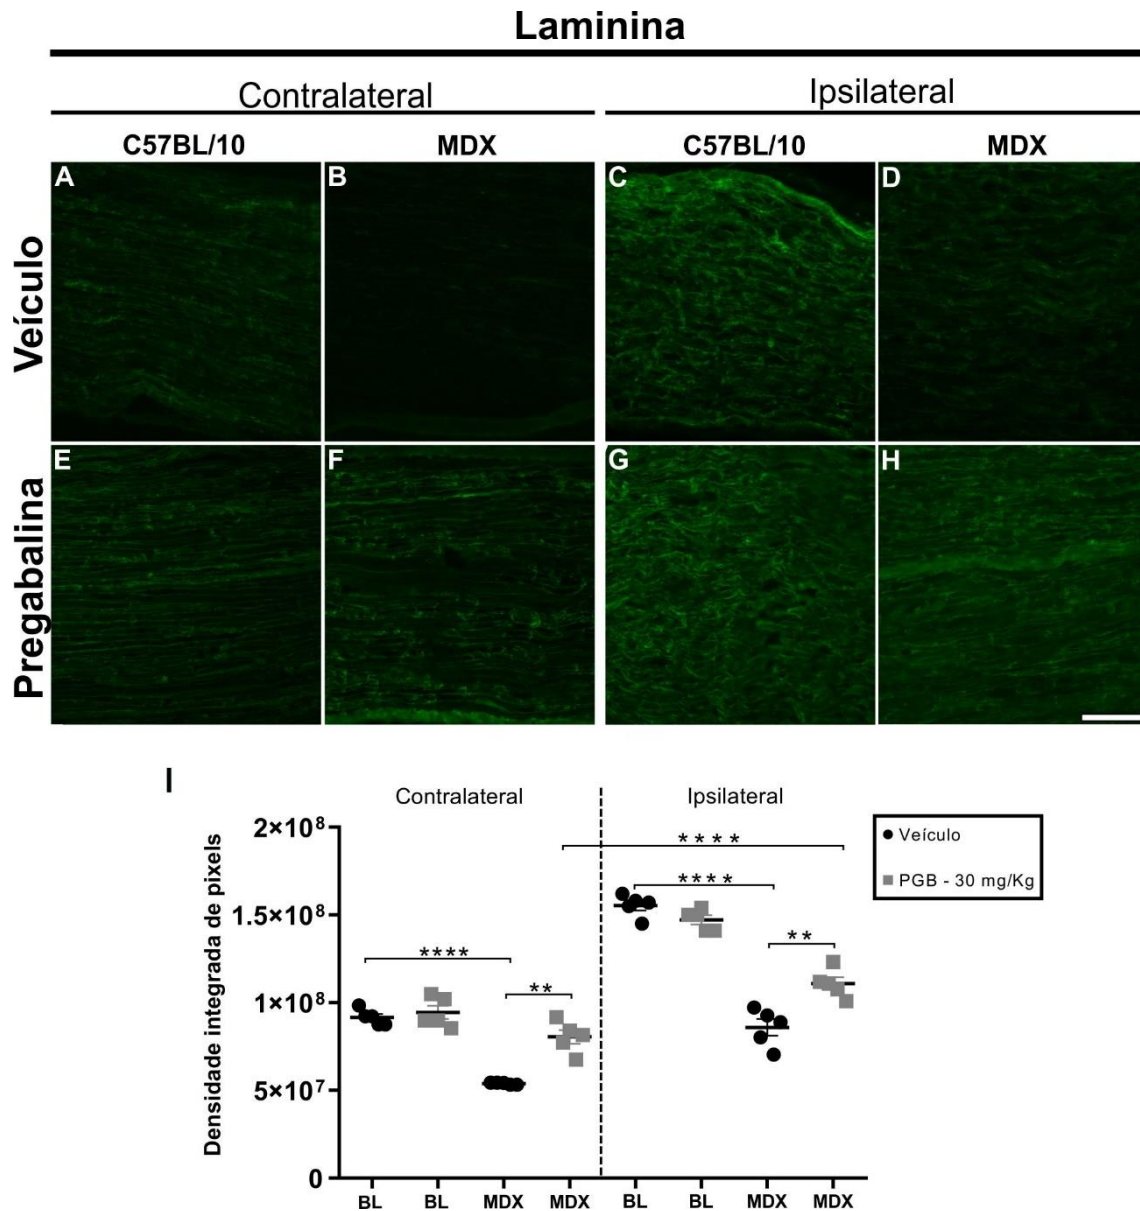 Laminina
Contralateral
Ipsilateral
C57BL/10
MDX
C57BL/10
MDX
Veículo
A
B
C
D
Pregabalina
E
F
G
H
I
Contralateral
Ipsilateral
Densidade integrada de pixels
2×10⁸
1.5×10⁸
1×10⁸
5×10⁷
0
****
**
****
****
**
Veículo
PGB - 30 mg/Kg
BL
BL
MDX
MDX
BL
BL
MDX
MDX